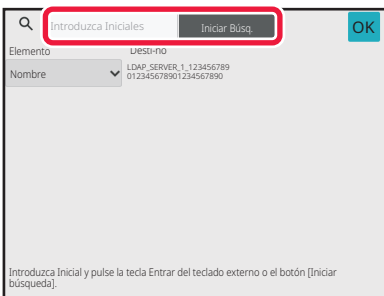 Introduzca Iniciales
Iniciar Búsq.
OK
Elemento
Desti-no
Nombre
LDAP_SERVER_1_123456789
012345678901234567890
Introduzca Inicial y pulse la tecla Entrar del teclado externo o el botón [Iniciar
búsqueda].